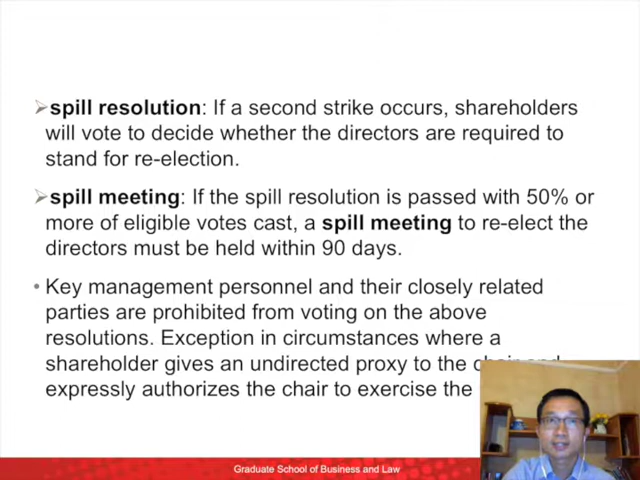 ➢spill resolution: If a second strike occurs, shareholders
will vote to decide whether the directors are required to
stand for re-election.
➢spill meeting: If the spill resolution is passed with 50% or
more of eligible votes cast, a spill meeting to re-elect the
directors must be held within 90 days.
• Key management personnel and their closely related
parties are prohibited from voting on the above
resolutions. Exception in circumstances where a
shareholder gives an undirected proxy to the chair and
expressly authorizes the chair to exercise the
Graduate School of Business and Law